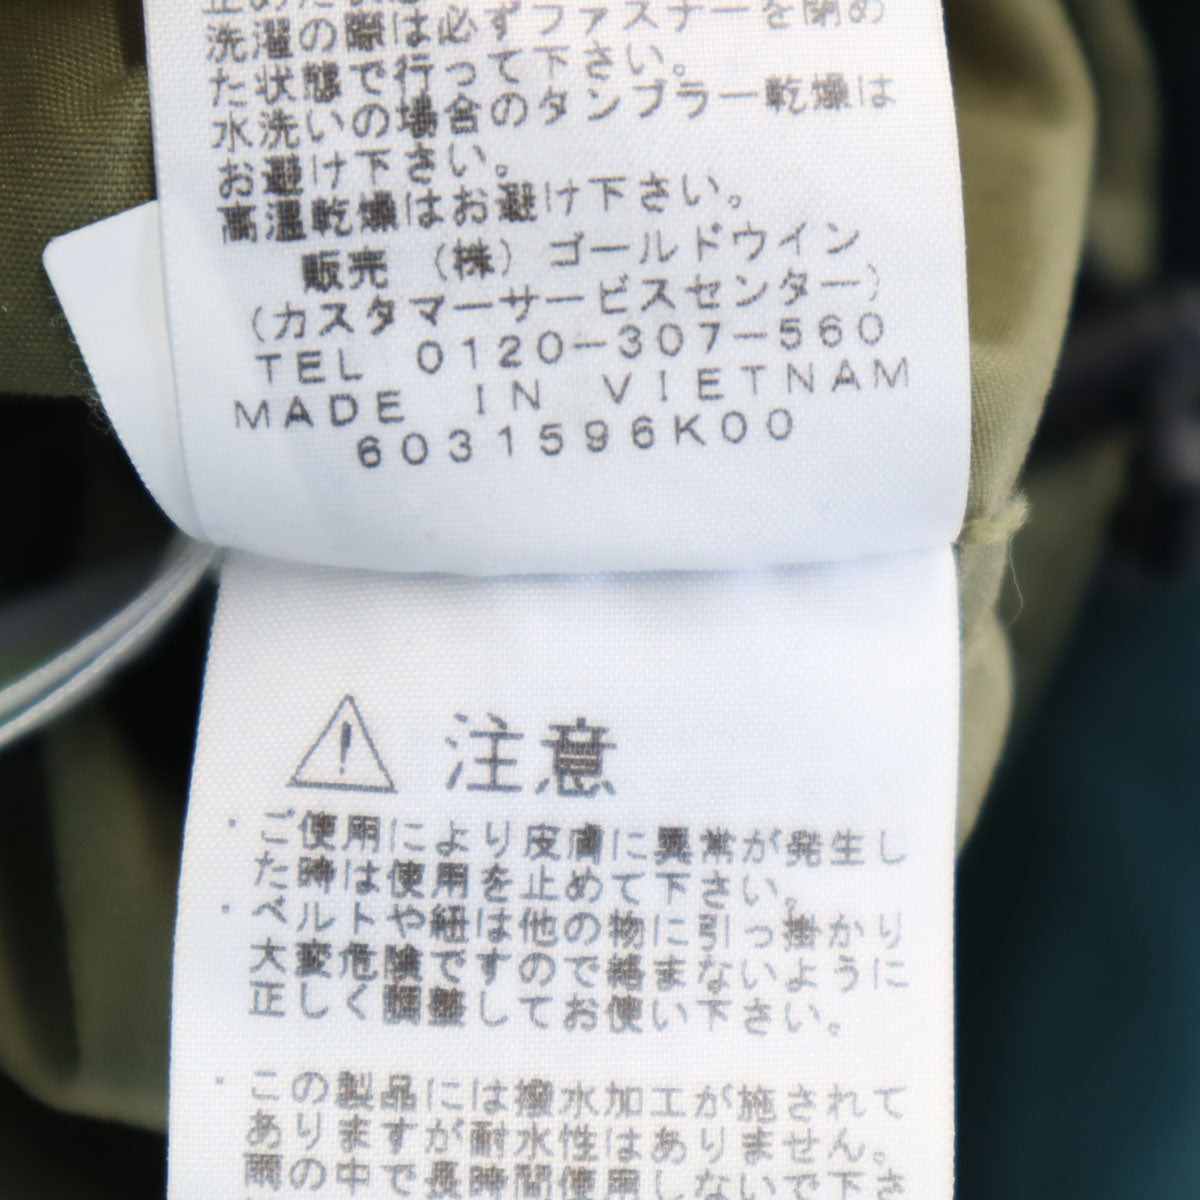 洗濯の際は必ずファスナーを閉め
た状態で行って下さい。
水洗いの場合のタンブラー乾燥は
お避け下さい。
高温乾燥はお避け下さい。
販売 (株) ゴールドウイン
(カスタマーサービスセンター)
TEL 0120-307-560
MADE IN VIETNAM
6031596K00
⚠ 注意
・ご使用により皮膚に異常が発生し
た時は使用を止めて下さい。
・ベルトや紐は他の物に引っ掛かり
大変危険ですので絡まないように
正しく調整してお使い下さい。
・この製品には撥水加工が施されて
ありますが耐水性はありません。
雨の中で長時間使用しないで下さ